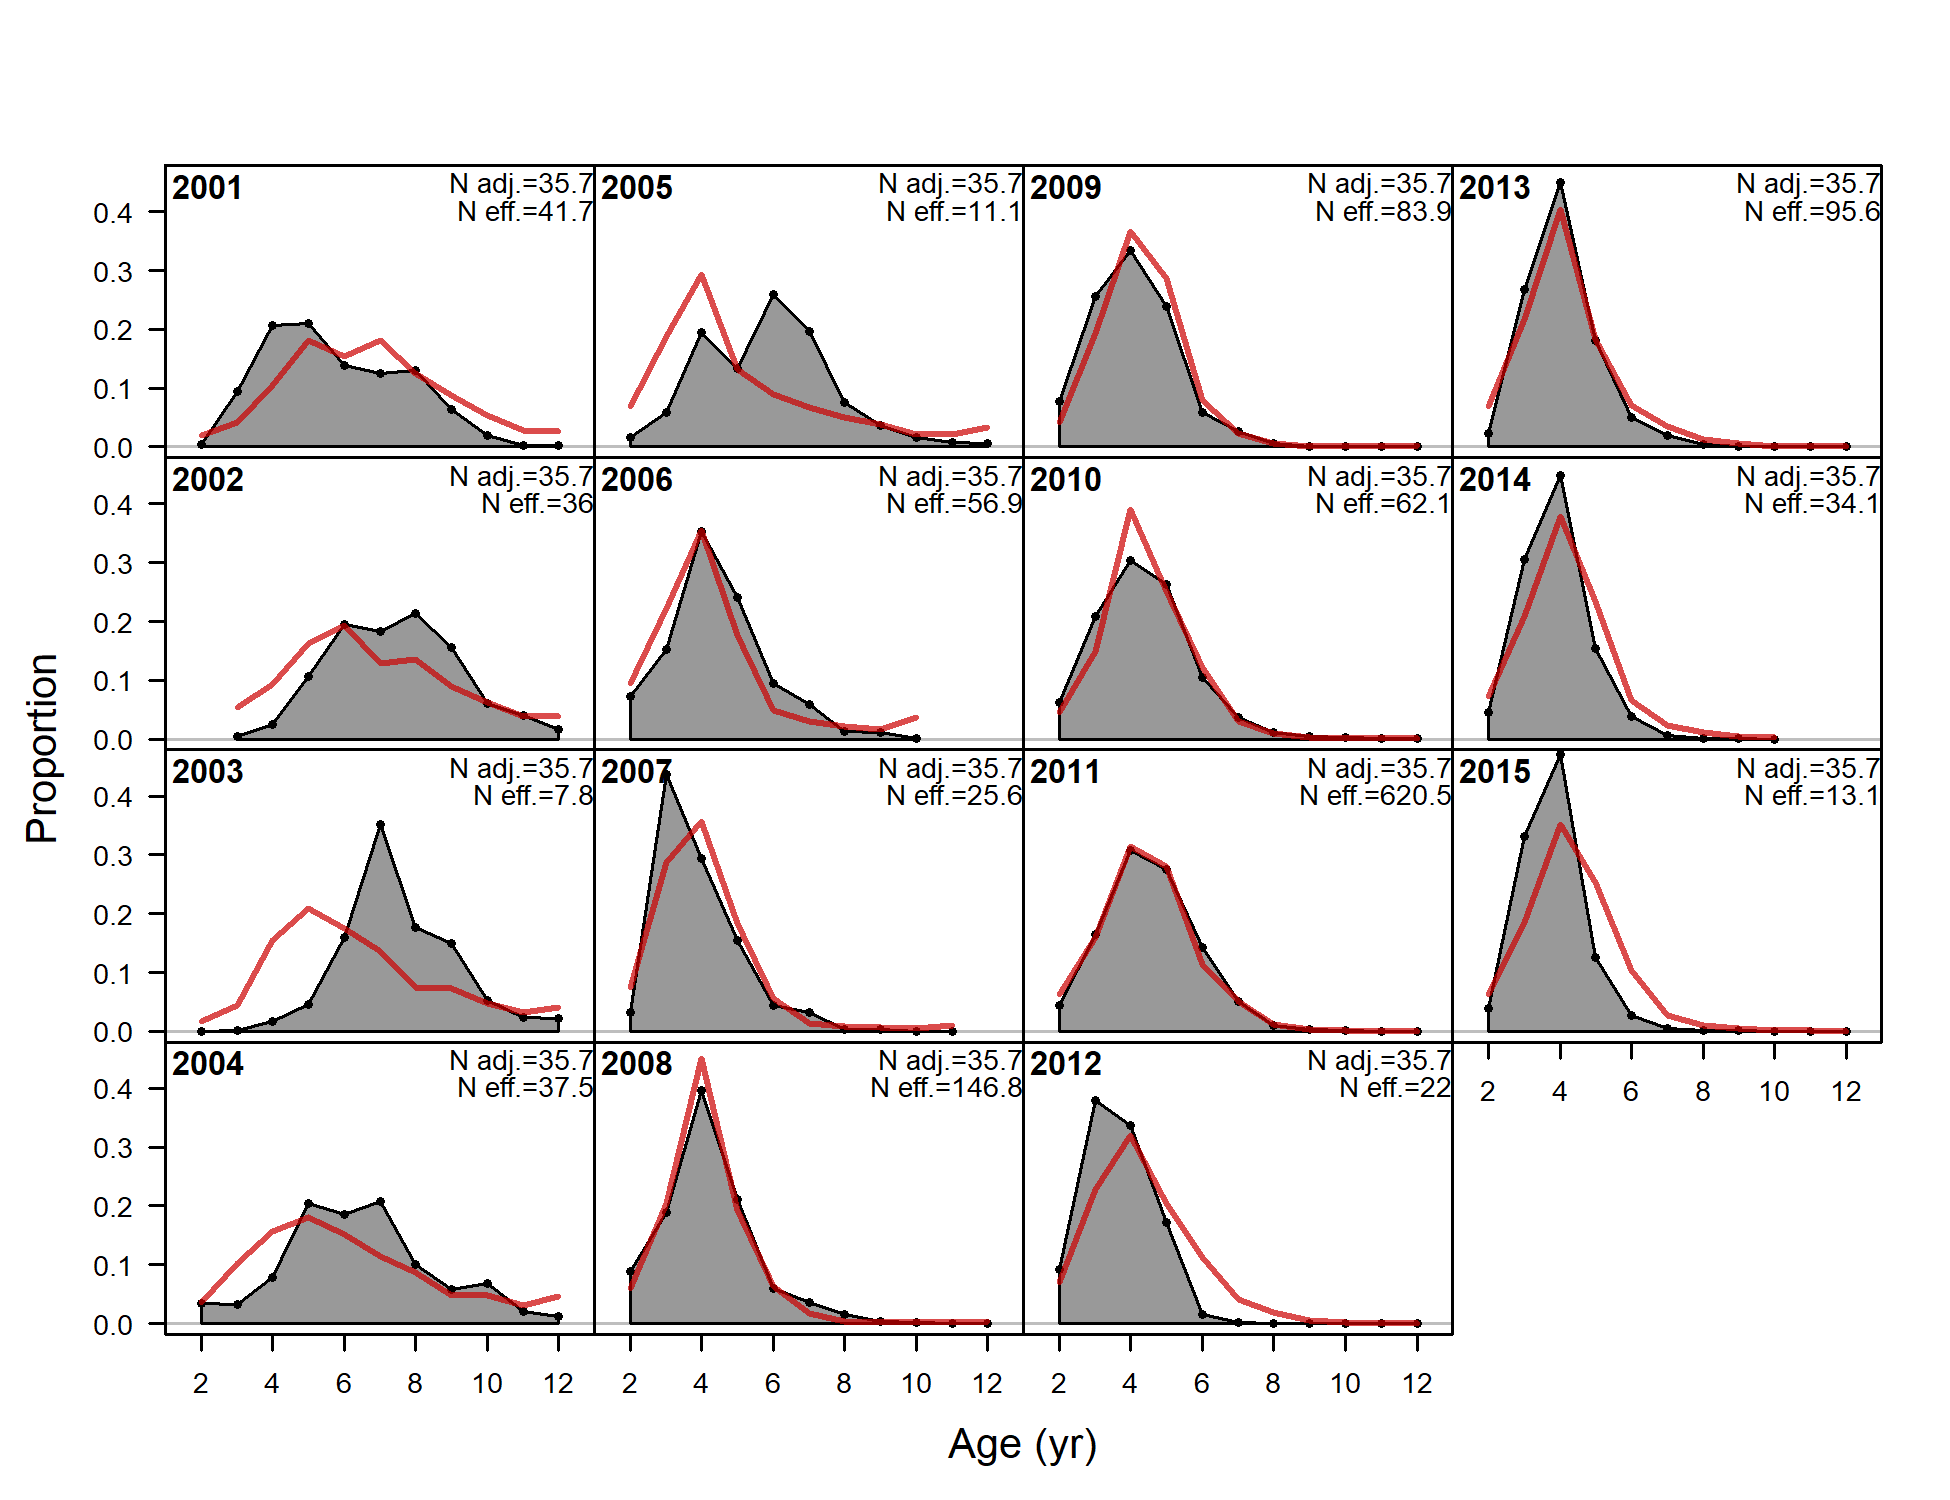 2001
N adj.=35.7
N eff.=41.7
2005
N adj.=35.7
N eff.=11.1
2009
N adj.=35.7
N eff.=83.9
2013
N adj.=35.7
N eff.=95.6
0.4
0.3
0.2
0.1
0.0
2002
N adj.=35.7
N eff.=36
2006
N adj.=35.7
N eff.=56.9
2010
N adj.=35.7
N eff.=62.1
2014
N adj.=35.7
N eff.=34.1
0.4
0.3
0.2
0.1
0.0
2003
N adj.=35.7
N eff.=7.8
2007
N adj.=35.7
N eff.=25.6
2011
N adj.=35.7
N eff.=620.5
2015
N adj.=35.7
N eff.=13.1
0.4
0.3
0.2
0.1
0.0
2004
N adj.=35.7
N eff.=37.5
2008
N adj.=35.7
N eff.=146.8
2012
N adj.=35.7
N eff.=22
0.4
0.3
0.2
0.1
0.0
2 4 6 8 10 12
2 4 6 8 10 12
2 4 6 8 10 12
2 4 6 8 10 12
Proportion
Age (yr)